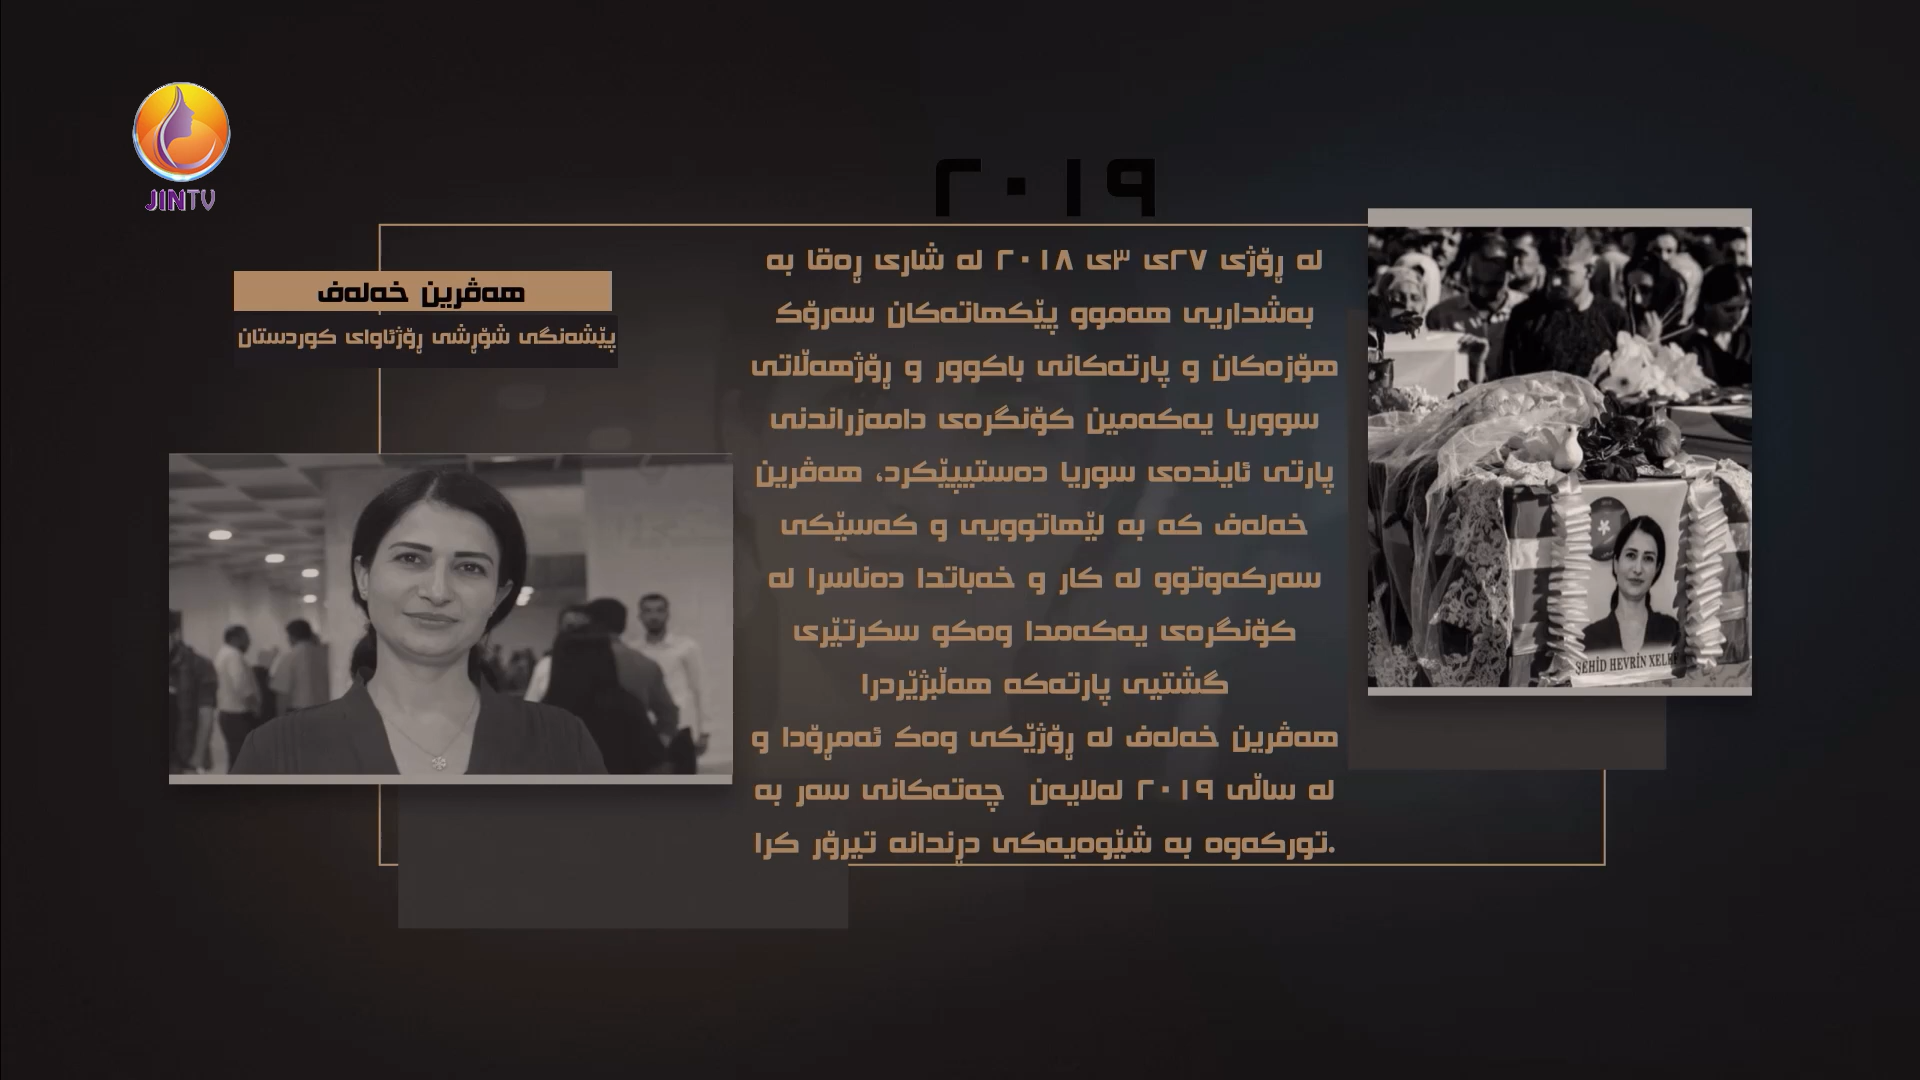 JINTV
٢٠١٩
هەڤرین خەلەف
پێشەنگی شۆڕشی ڕۆژئاوای کوردستان
لە ڕۆژی ٢٧ی ٣ی ٢٠١٨ لە شاری ڕەقا بە
بەشداریی هەموو پێکهاتەکان سەرۆک
هۆزەکان و پارتەکانی باکوور و ڕۆژهەڵاتی
سووریا یەکەمین کۆنگرەی دامەزراندنی
پارتی ئایندەی سوریا دەستیپێکرد، هەڤرین
خەلەف کە بە لێهاتوویی و کەسێکی
سەرکەوتوو لە کار و خەباتدا دەناسرا لە
کۆنگرەی یەکەمدا وەکو سکرتێری
گشتیی پارتەکە هەڵبژێردرا
هەڤرین خەلەف لە ڕۆژێکی وەک ئەمڕۆدا و
لە ساڵی ٢٠١٩ لەلایەن چەتەکانی سەر بە
تورکەوە بە شێوەیەکی دڕندانە تیرۆر کرا.
ŞEHİD HEVRİN XELEF